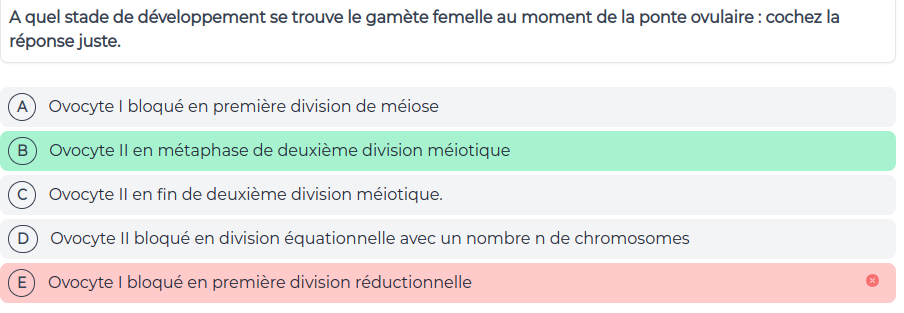 A quel stade de développement se trouve le gamète femelle au moment de la ponte ovulaire : cochez la
réponse juste.
A Ovocyte I bloqué en première division de méiose
B Ovocyte II en métaphase de deuxième division méiotique
C Ovocyte II en fin de deuxième division méiotique.
D Ovocyte II bloqué en division équationnelle avec un nombre n de chromosomes
E Ovocyte I bloqué en première division réductionnelle